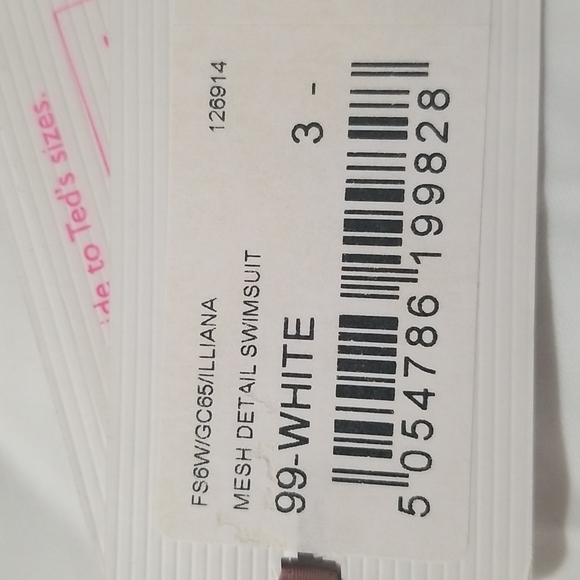 de to Ted's sizes.
FS6W/GC65/ILLIANA 126914
MESH DETAIL SWIMSUIT
99-WHITE 3 -
5 054786 199828